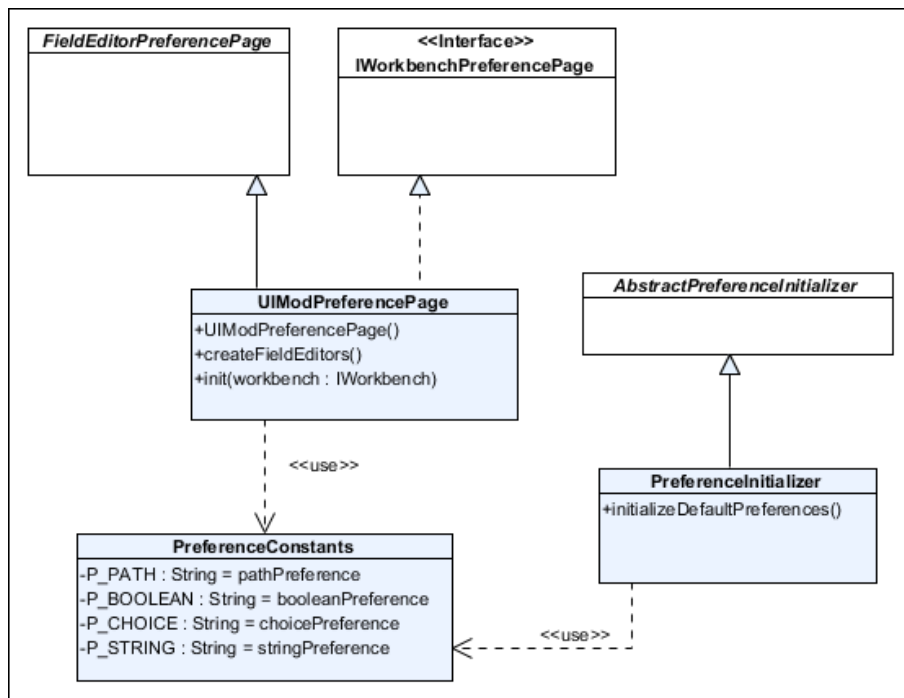 FieldEditorPreferencePage
<<Interface>>
IWorkbenchPreferencePage
UIModPreferencePage
+UIModPreferencePage()
+createFieldEditors()
+init(workbench : IWorkbench)
AbstractPreferenceInitializer
<<use>>
PreferenceInitializer
+initializeDefaultPreferences()
PreferenceConstants
-P_PATH : String = pathPreference
-P_BOOLEAN : String = booleanPreference
-P_CHOICE : String = choicePreference
-P_STRING : String = stringPreference
<<use>>